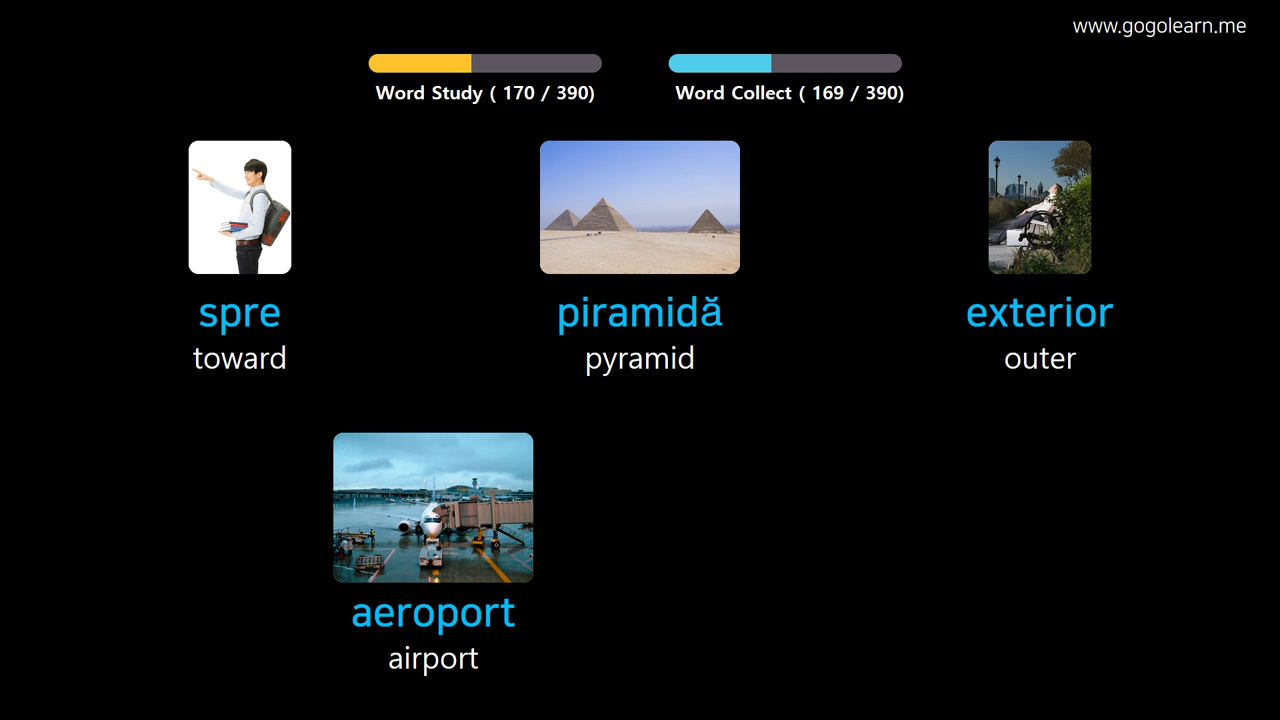 www.gogolearn.me
Word Study ( 170 / 390)
Word Collect ( 169 / 390)
spre
toward
piramidă
pyramid
exterior
outer
aeroport
airport